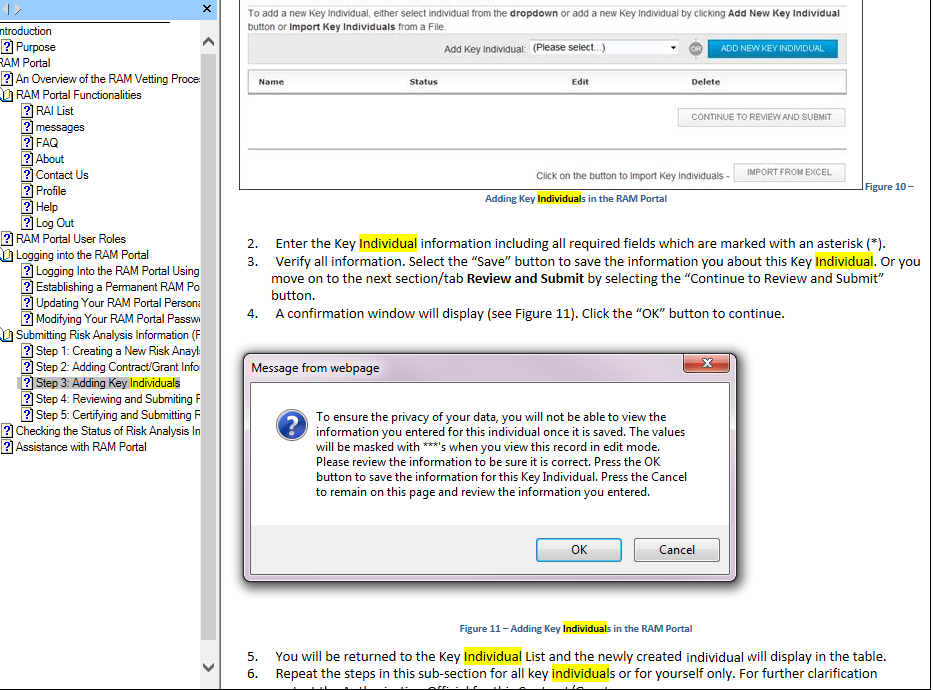 ntroduction
Purpose
RAM Portal
An Overview of the RAM Vetting Proce
RAM Portal Functionalities
RAI List
messages
FAQ
About
Contact Us
Profile
Help
Log Out
RAM Portal User Roles
Logging into the RAM Portal
Logging Into the RAM Portal Using
Establishing a Permanent RAM Po
Updating Your RAM Portal Persona
Modifying Your RAM Portal Passw
Submitting Risk Analysis Information (F
Step 1: Creating a New Risk Anayl
Step 2: Adding Contract/Grant Info
Step 3: Adding Key Individuals
Step 4: Reviewing and Submiting F
Step 5: Certifying and Submitting F
Checking the Status of Risk Analysis In
Assistance with RAM Portal
To add a new Key Individual, either select individual from the dropdown or add a new Key Individual by clicking Add New Key Individual
button or Import Key Individuals from a File.
Add Key Individual: (Please select...) OR ADD NEW KEY INDIVIDUAL
Name Status Edit Delete
CONTINUE TO REVIEW AND SUBMIT
Click on the button to Import Key Individuals - IMPORT FROM EXCEL
Figure 10 –
Adding Key Individuals in the RAM Portal
2. Enter the Key Individual information including all required fields which are marked with an asterisk (*).
3. Verify all information. Select the “Save” button to save the information you about this Key Individual. Or you
move on to the next section/tab Review and Submit by selecting the “Continue to Review and Submit”
button.
4. A confirmation window will display (see Figure 11). Click the “OK” button to continue.
Message from webpage
To ensure the privacy of your data, you will not be able to view the
information you entered for this individual once it is saved. The values
will be masked with ***'s when you view this record in edit mode.
Please review the information to be sure it is correct. Press the OK
button to save the information for this Key Individual. Press the Cancel
to remain on this page and review the information you entered.
OK Cancel
Figure 11 – Adding Key Individuals in the RAM Portal
5. You will be returned to the Key Individual List and the newly created individual will display in the table.
6. Repeat the steps in this sub-section for all key individuals or for yourself only. For further clarification